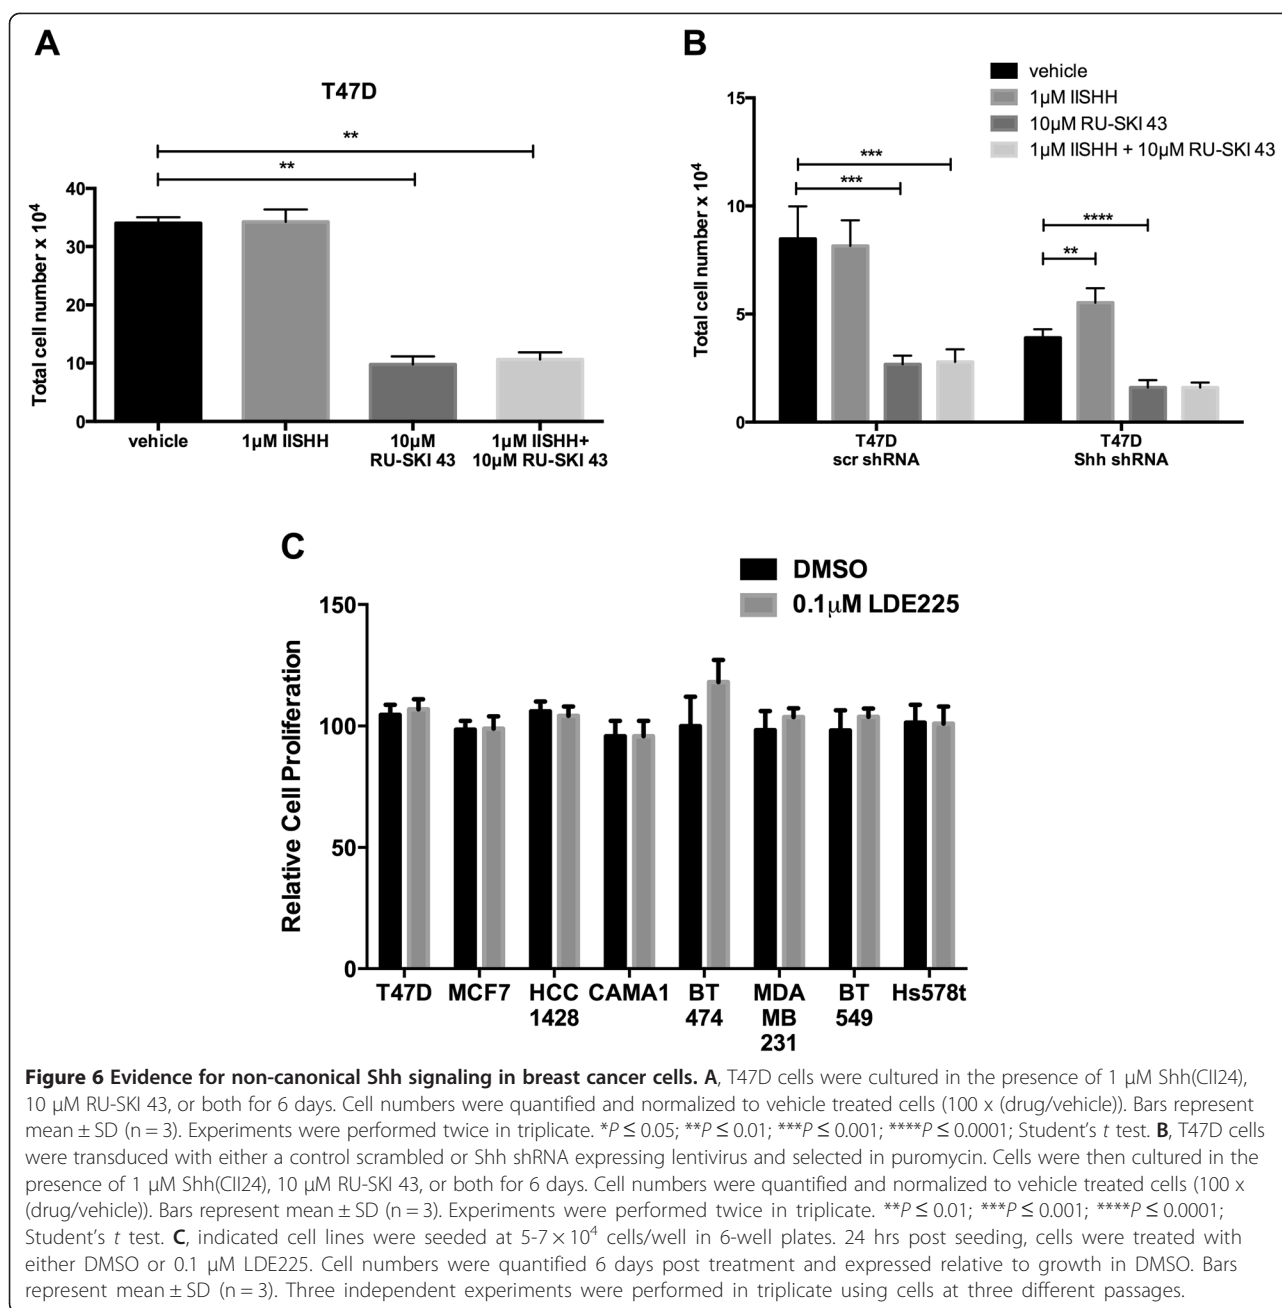 A
T47D
**
**
Total cell number x 10⁴
40
30
20
10
0
vehicle
1µM IISHH
10µM
RU-SKI 43
1µM IISHH+
10µM RU-SKI 43
B
vehicle
1µM IISHH
10µM RU-SKI 43
1µM IISHH + 10µM RU-SKI 43
Total cell number x 10⁴
15
10
5
0
***
***
****
**
T47D
scr shRNA
T47D
Shh shRNA
C
DMSO
0.1µM LDE225
Relative Cell Proliferation
150
100
50
0
T47D
MCF7
HCC
1428
CAMA1
BT
474
MDA
MB
231
BT
549
Hs578t
Figure 6 Evidence for non-canonical Shh signaling in breast cancer cells. A, T47D cells were cultured in the presence of 1 µM Shh(CII24),
10 µM RU-SKI 43, or both for 6 days. Cell numbers were quantified and normalized to vehicle treated cells (100 x (drug/vehicle)). Bars represent
mean ± SD (n = 3). Experiments were performed twice in triplicate. *P ≤ 0.05; **P ≤ 0.01; ***P ≤ 0.001; ****P ≤ 0.0001; Student's t test. B, T47D cells
were transduced with either a control scrambled or Shh shRNA expressing lentivirus and selected in puromycin. Cells were then cultured in the
presence of 1 µM Shh(CII24), 10 µM RU-SKI 43, or both for 6 days. Cell numbers were quantified and normalized to vehicle treated cells (100 x
(drug/vehicle)). Bars represent mean ± SD (n = 3). Experiments were performed twice in triplicate. **P ≤ 0.01; ***P ≤ 0.001; ****P ≤ 0.0001;
Student's t test. C, indicated cell lines were seeded at 5-7 × 10⁴ cells/well in 6-well plates. 24 hrs post seeding, cells were treated with
either DMSO or 0.1 µM LDE225. Cell numbers were quantified 6 days post treatment and expressed relative to growth in DMSO. Bars
represent mean ± SD (n = 3). Three independent experiments were performed in triplicate using cells at three different passages.